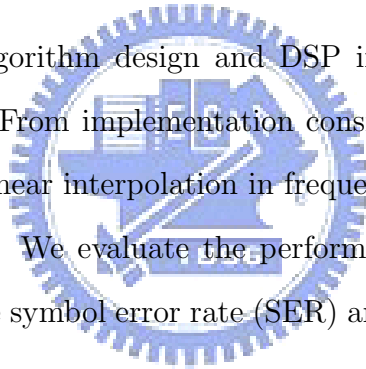 gorithm design and DSP i
From implementation cons
near interpolation in freque
We evaluate the perform
symbol error rate (SER) a